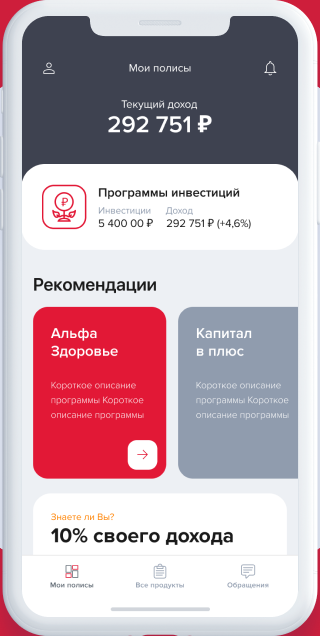 Мои полисы
Текущий доход
292 751 ₽
₽
Программы инвестиций
Инвестиции Доход
5 400 00 ₽ 292 751 ₽ (+4,6%)
Рекомендации
Альфа
Здоровье
Короткое описание
программы Короткое
описание программы
Капитал
в плюс
Короткое описание
программы Короткое
описание программы
Знаете ли Вы?
10% своего дохода
Мои полисы Все продукты Обращения